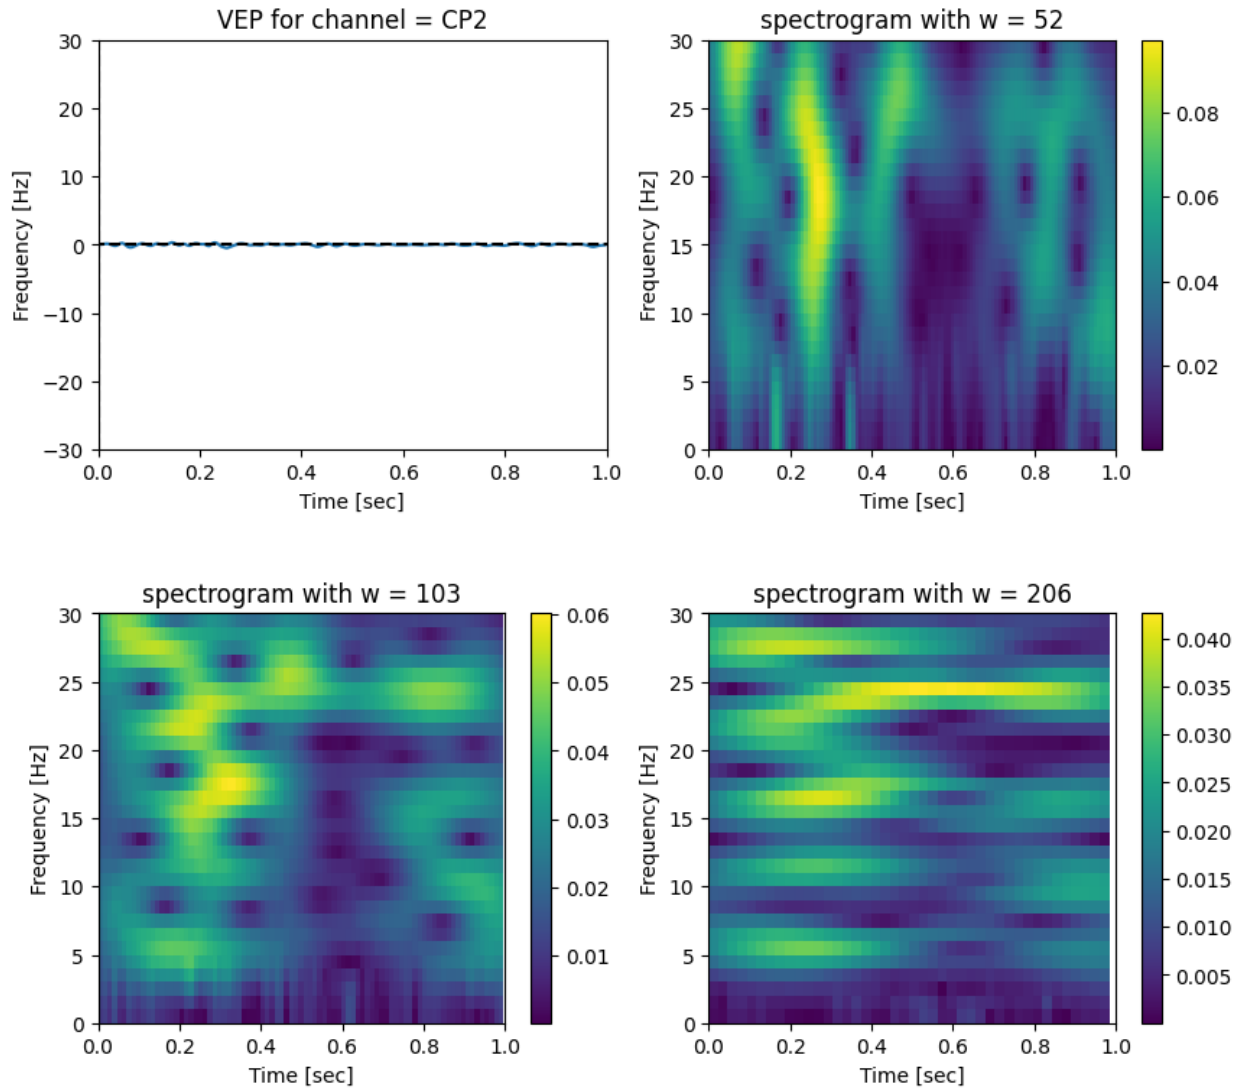 VEP for channel = CP2
30
20
10
0
−10
−20
−30
Frequency [Hz]
0.0 0.2 0.4 0.6 0.8 1.0
Time [sec]
spectrogram with w = 52
30
25
20
15
10
5
0
Frequency [Hz]
0.0 0.2 0.4 0.6 0.8 1.0
Time [sec]
0.08
0.06
0.04
0.02
spectrogram with w = 103
30
25
20
15
10
5
0
Frequency [Hz]
0.0 0.2 0.4 0.6 0.8 1.0
Time [sec]
0.06
0.05
0.04
0.03
0.02
0.01
spectrogram with w = 206
30
25
20
15
10
5
0
Frequency [Hz]
0.0 0.2 0.4 0.6 0.8 1.0
Time [sec]
0.040
0.035
0.030
0.025
0.020
0.015
0.010
0.005